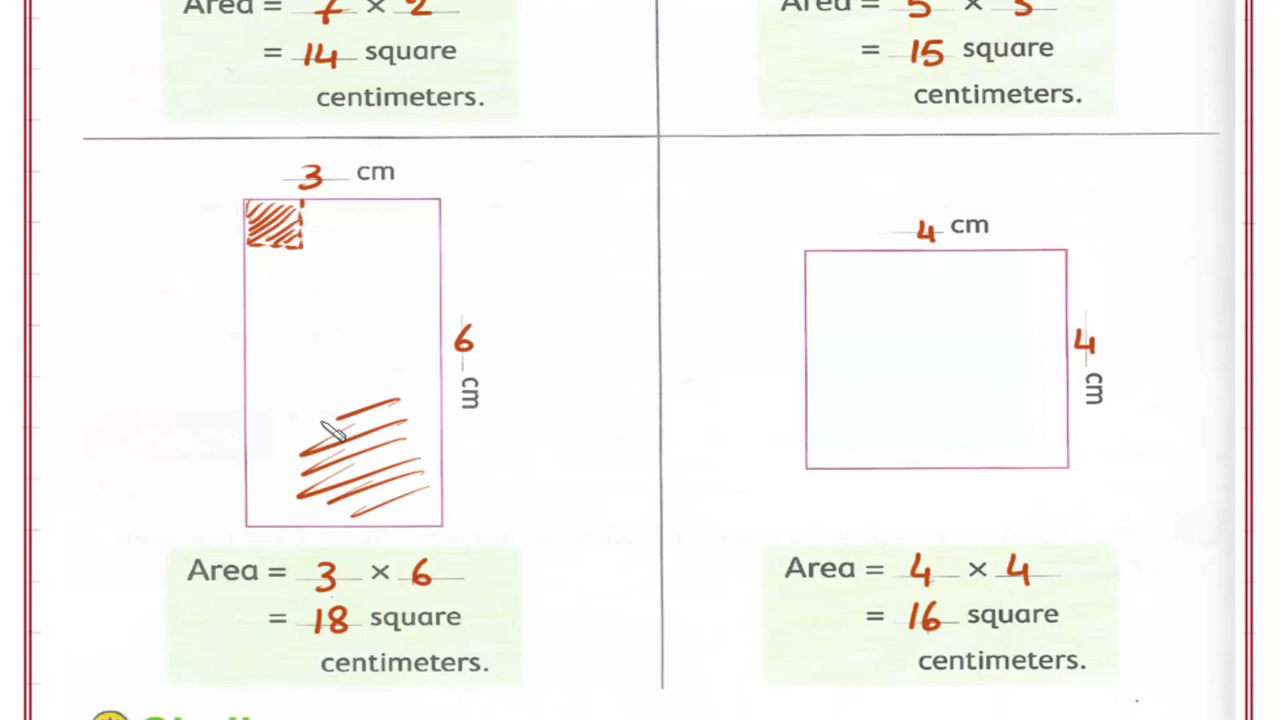 Area = 7 × 2
= 14 square
centimeters.
Area = 5 × 3
= 15 square
centimeters.
3 cm
6 cm
Area = 3 × 6
= 18 square
centimeters.
4 cm
4 cm
Area = 4 × 4
= 16 square
centimeters.